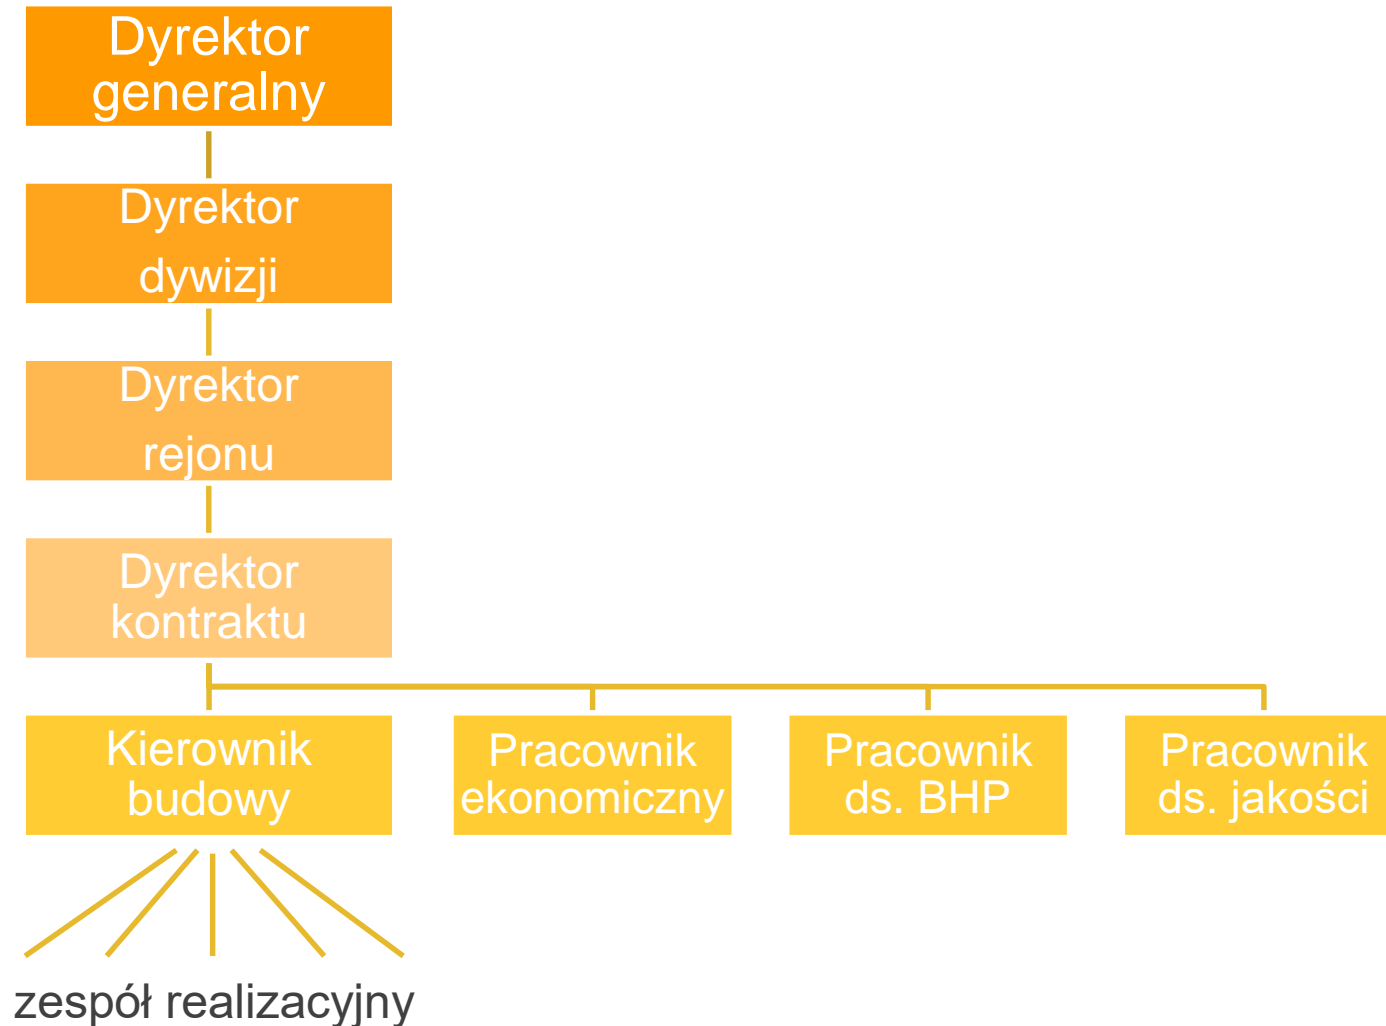 Dyrektor
generalny
Dyrektor
dywizji
Dyrektor
rejonu
Dyrektor
kontraktu
Kierownik
budowy
Pracownik
ekonomiczny
Pracownik
ds. BHP
Pracownik
ds. jakości
zespół realizacyjny